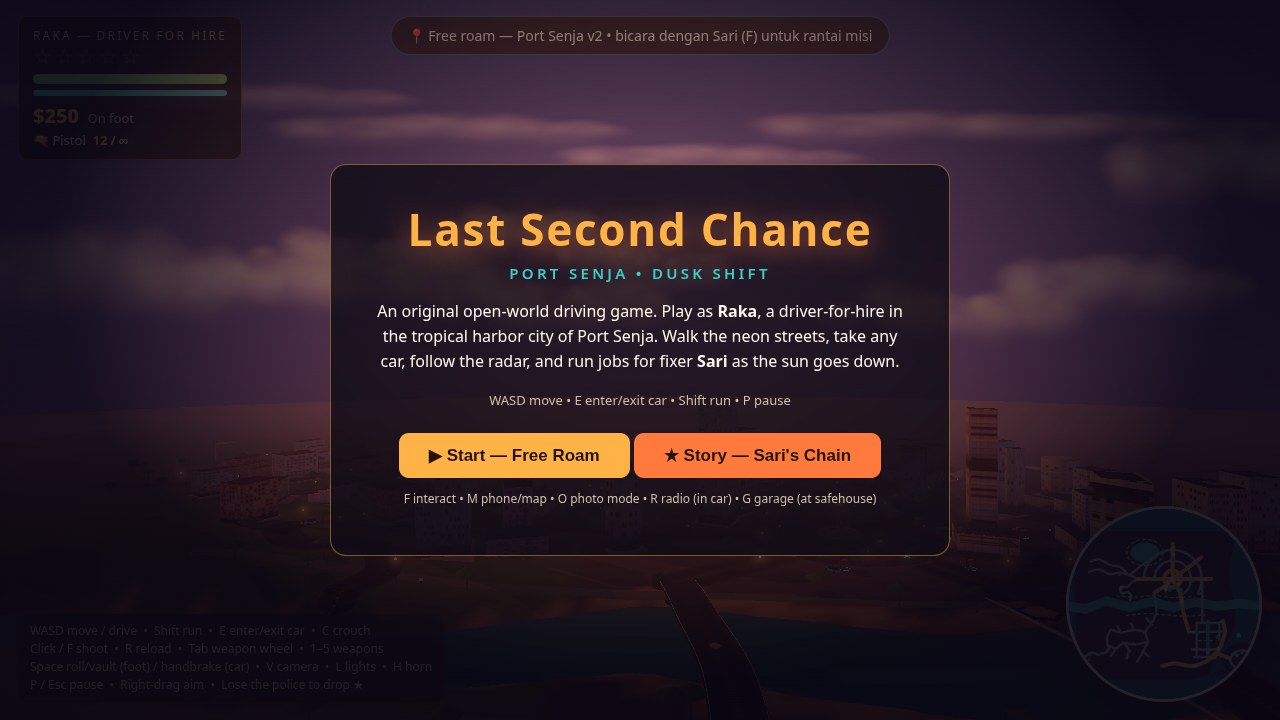 RAKA — DRIVER FOR HIRE
☆☆☆☆☆
$250 On foot
🔫 Pistol 12 / ∞
📍 Free roam — Port Senja v2 • bicara dengan Sari (F) untuk rantai misi
Last Second Chance
PORT SENJA • DUSK SHIFT
An original open-world driving game. Play as Raka, a driver-for-hire in
the tropical harbor city of Port Senja. Walk the neon streets, take any
car, follow the radar, and run jobs for fixer Sari as the sun goes down.
WASD move • E enter/exit car • Shift run • P pause
▶ Start — Free Roam
★ Story — Sari's Chain
F interact • M phone/map • O photo mode • R radio (in car) • G garage (at safehouse)
WASD move / drive • Shift run • E enter/exit car • C crouch
Click / F shoot • R reload • Tab weapon wheel • 1–5 weapons
Space roll/vault (foot) / handbrake (car) • V camera • L lights • H horn
P / Esc pause • Right-drag aim • Lose the police to drop ★